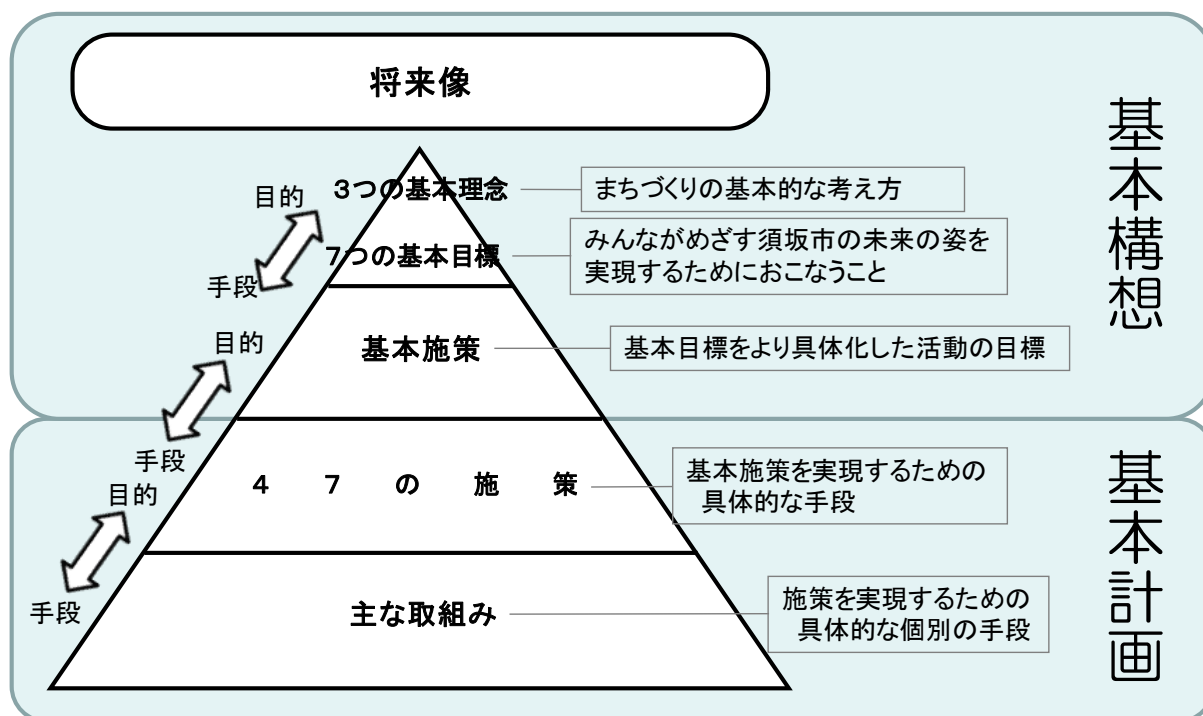 将来像
基本構想
3つの基本理念
まちづくりの基本的な考え方
目的
7つの基本目標
みんながめざす須坂市の未来の姿を
実現するためにおこなうこと
手段
目的
基本施策
基本目標をより具体化した活動の目標
手段
基本計画
目的
47の施策
基本施策を実現するための
具体的な手段
手段
主な取組み
施策を実現するための
具体的な個別の手段